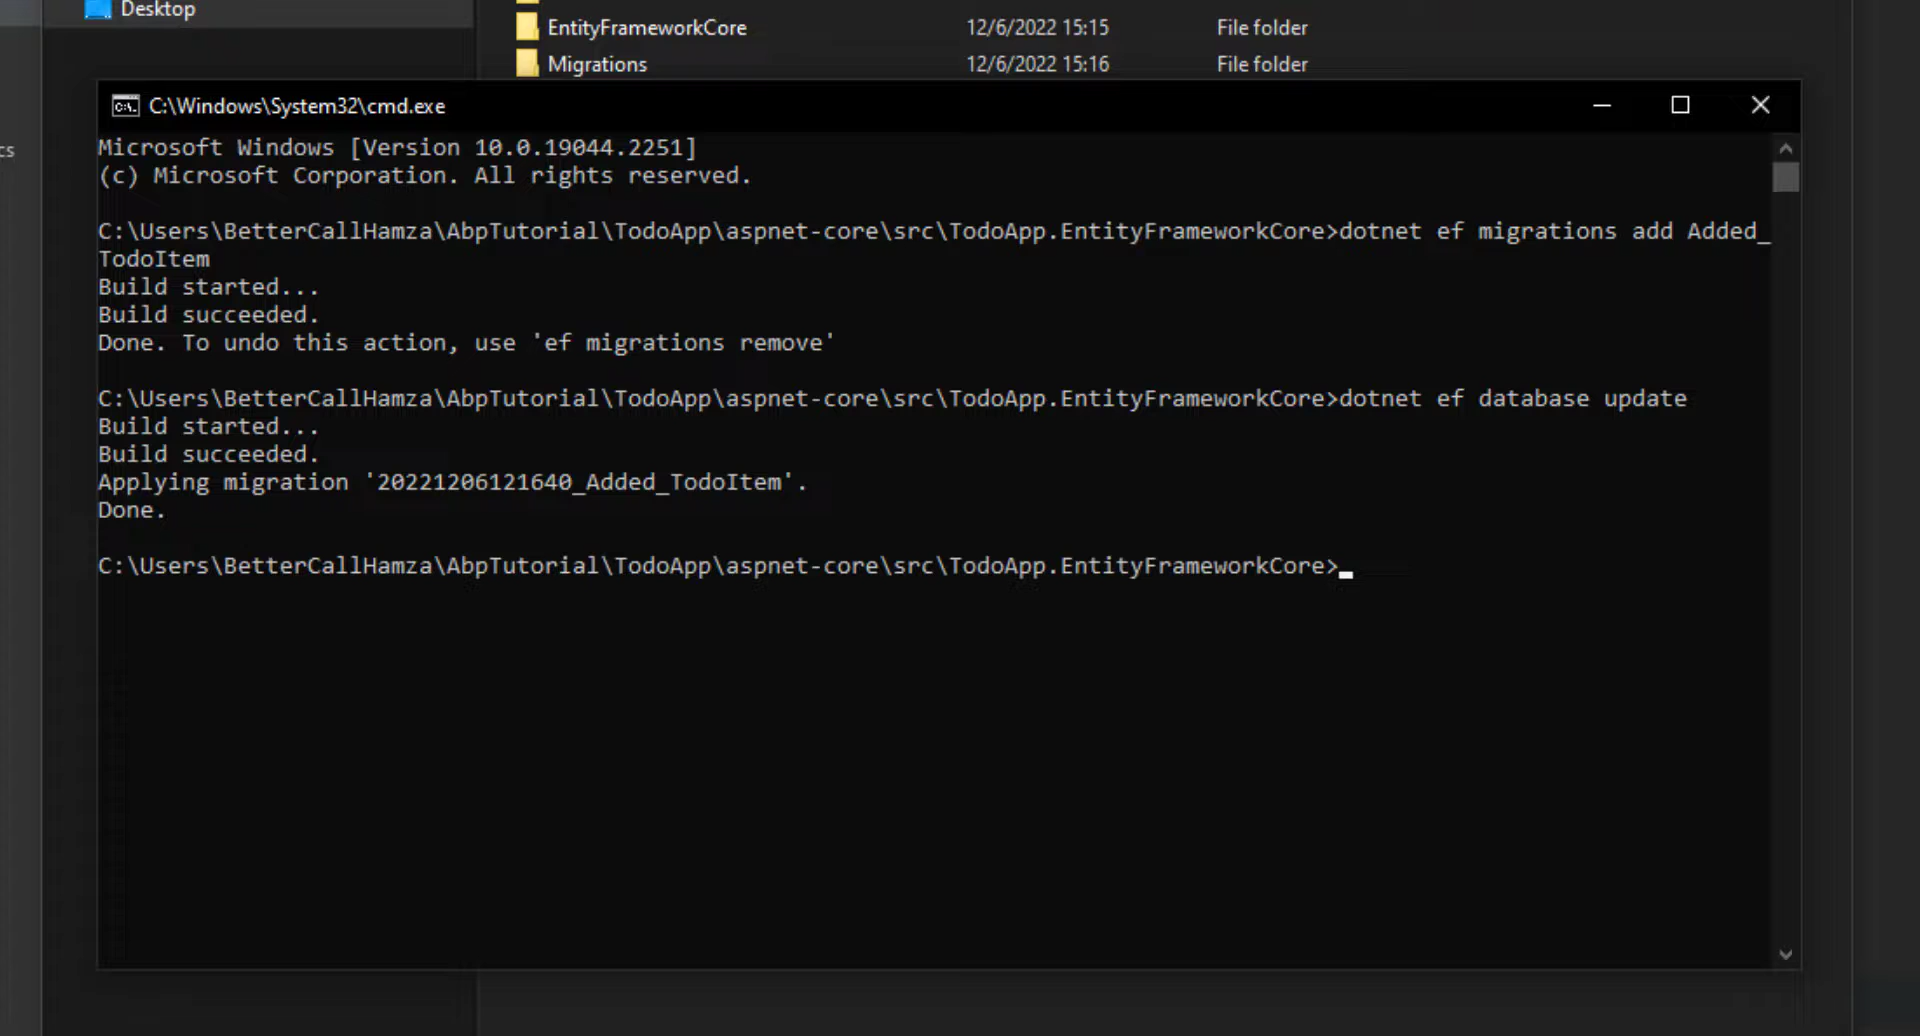 Desktop
EntityFrameworkCore 12/6/2022 15:15 File folder
Migrations 12/6/2022 15:16 File folder
C:\Windows\System32\cmd.exe
cs
Microsoft Windows [Version 10.0.19044.2251]
(c) Microsoft Corporation. All rights reserved.
C:\Users\BetterCallHamza\AbpTutorial\TodoApp\aspnet-core\src\TodoApp.EntityFrameworkCore>dotnet ef migrations add Added_
TodoItem
Build started...
Build succeeded.
Done. To undo this action, use 'ef migrations remove'
C:\Users\BetterCallHamza\AbpTutorial\TodoApp\aspnet-core\src\TodoApp.EntityFrameworkCore>dotnet ef database update
Build started...
Build succeeded.
Applying migration '20221206121640_Added_TodoItem'.
Done.
C:\Users\BetterCallHamza\AbpTutorial\TodoApp\aspnet-core\src\TodoApp.EntityFrameworkCore>